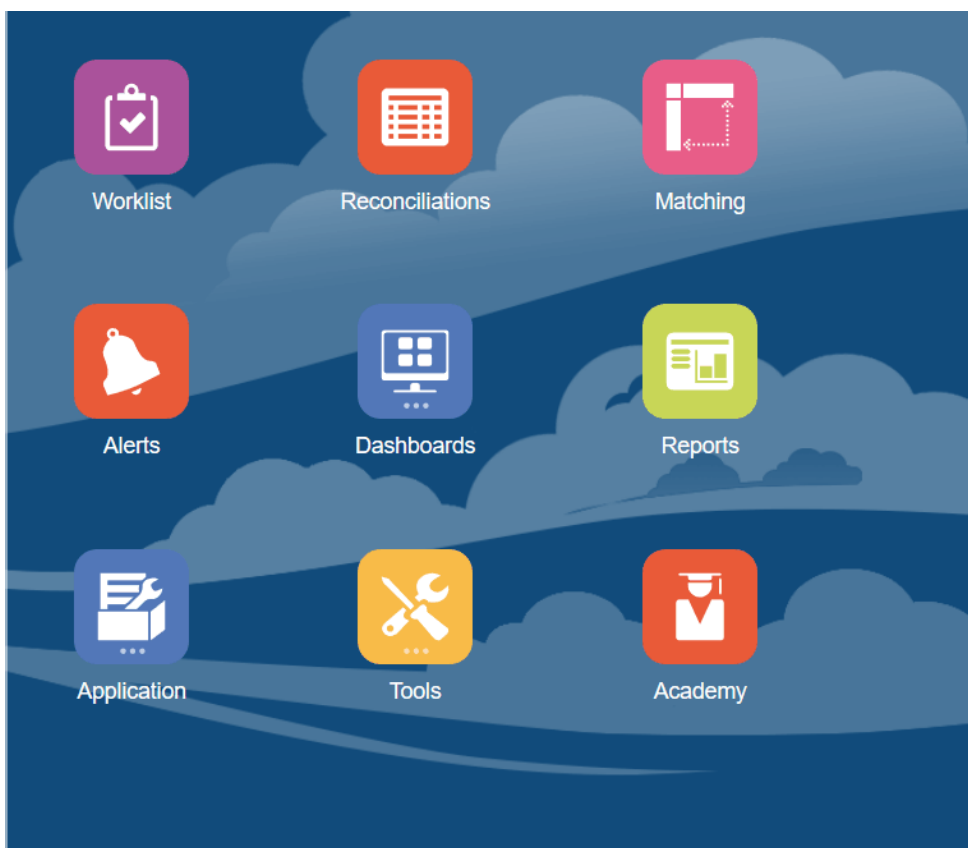 Worklist
Reconciliations
Matching
Alerts
Dashboards
Reports
Application
Tools
Academy